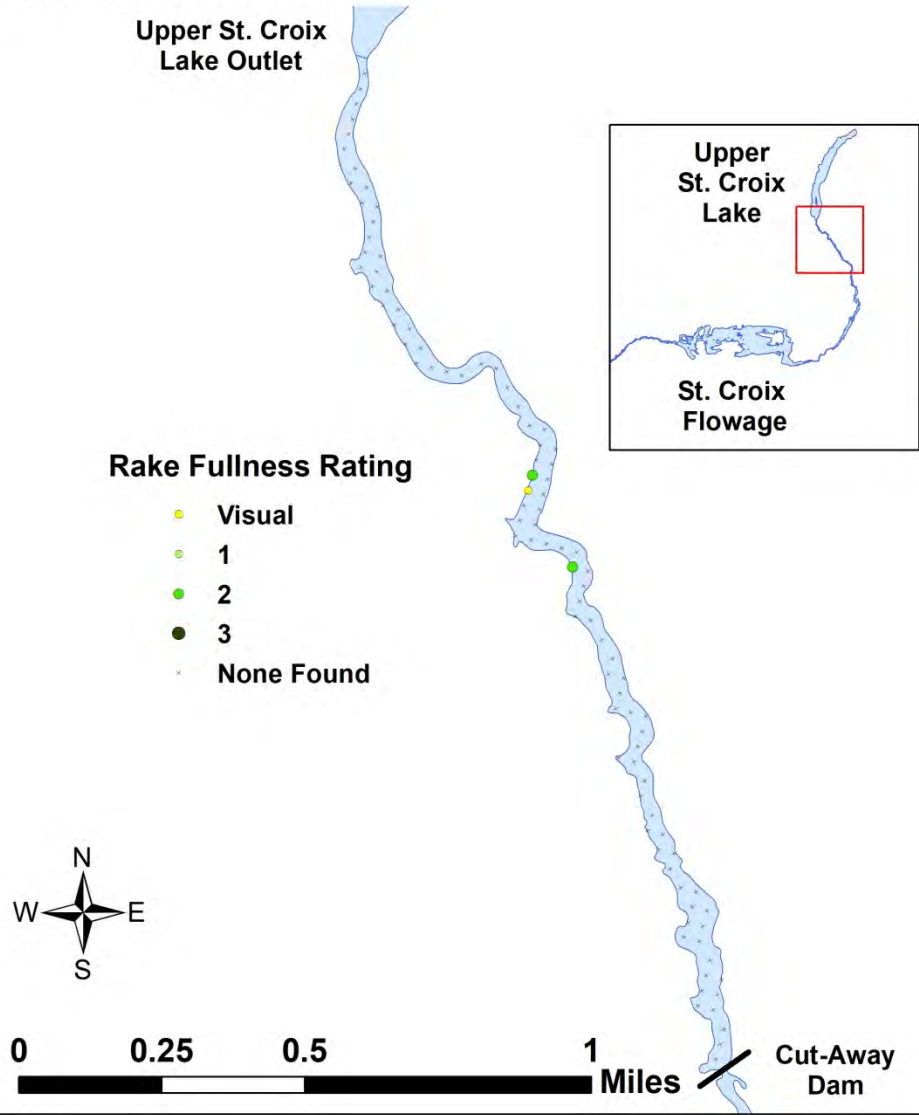 Upper St. Croix
Lake Outlet
Upper
St. Croix
Lake
St. Croix
Flowage
Rake Fullness Rating
Visual
1
2
3
None Found
N
W E
S
0 0.25 0.5 1
Miles
Cut-Away
Dam